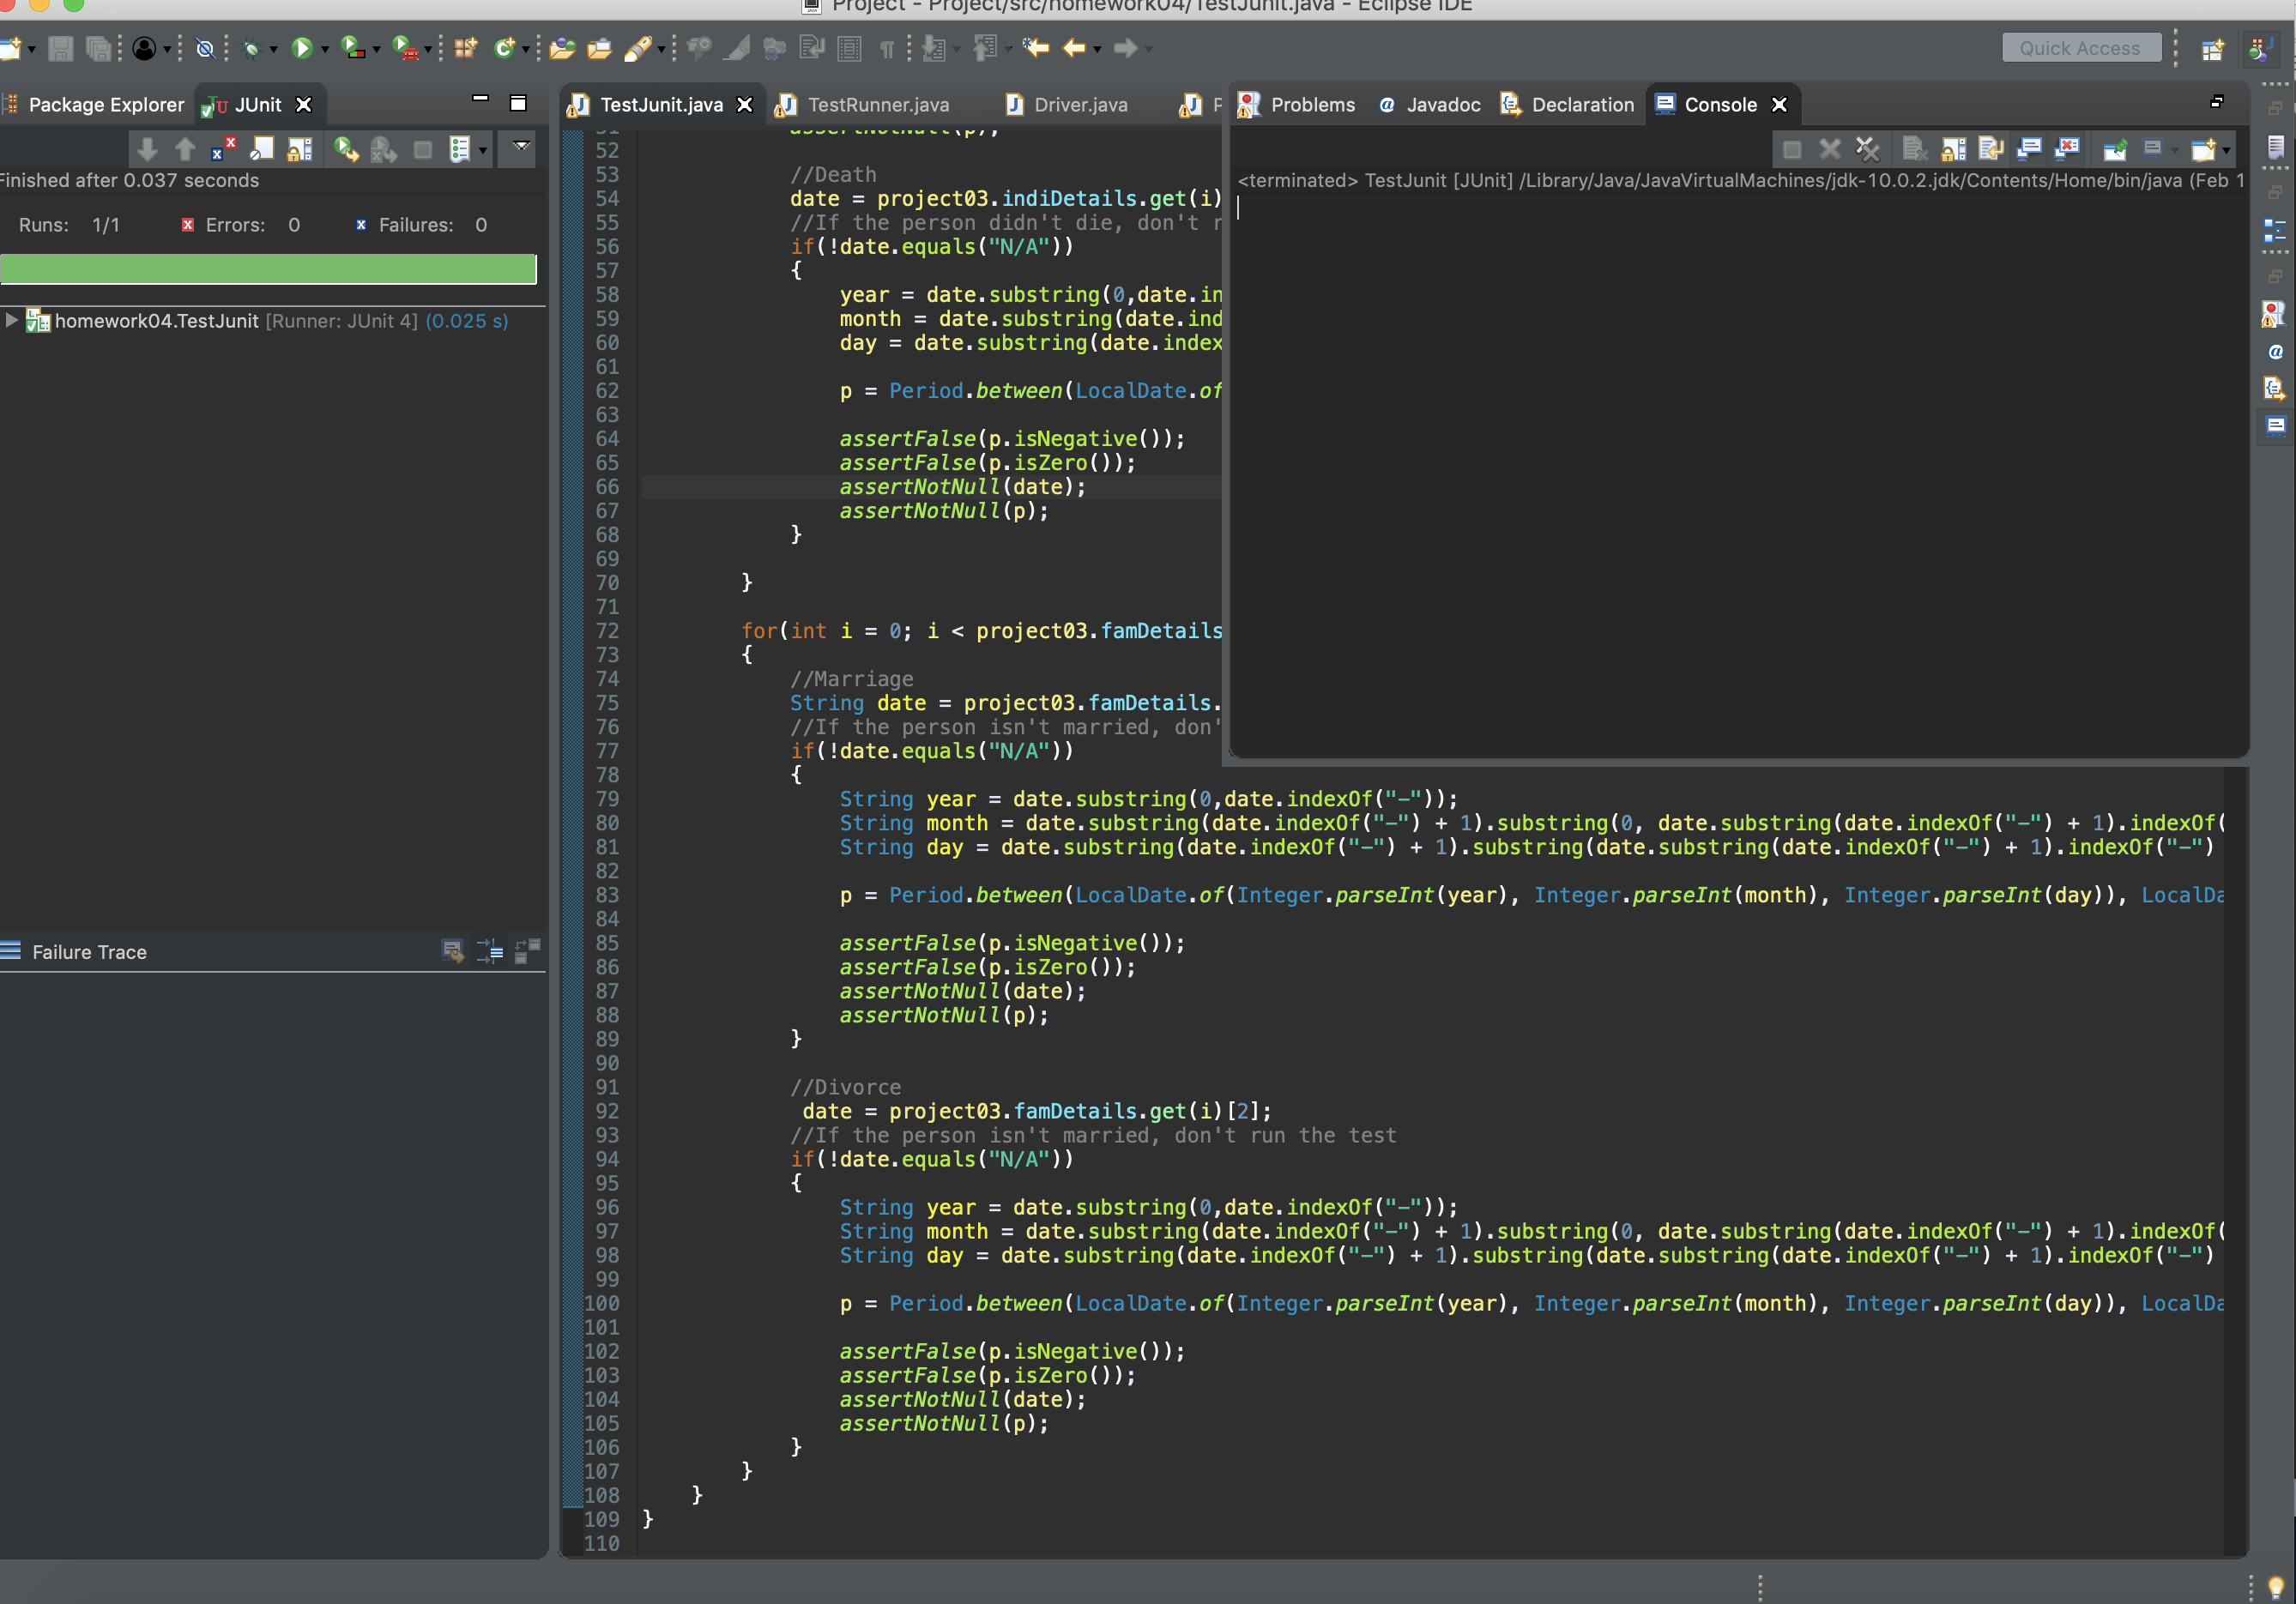 Project - Project/src/homework04/TestJunit.java - Eclipse IDE
Quick Access
Package Explorer
JUnit
Finished after 0.037 seconds
Runs: 1/1
Errors: 0
Failures: 0
homework04.TestJunit [Runner: JUnit 4] (0.025 s)
Failure Trace
TestJunit.java
TestRunner.java
Driver.java
P
51 assertNotNull(p);
52
53 //Death
54 date = project03.indiDetails.get(i)
55 //If the person didn't die, don't r
56 if(!date.equals("N/A"))
57 {
58 year = date.substring(0,date.in
59 month = date.substring(date.ind
60 day = date.substring(date.index
61
62 p = Period.between(LocalDate.of
63
64 assertFalse(p.isNegative());
65 assertFalse(p.isZero());
66 assertNotNull(date);
67 assertNotNull(p);
68 }
69
70 }
71
72 for(int i = 0; i < project03.famDetails
73 {
74 //Marriage
75 String date = project03.famDetails.
76 //If the person isn't married, don'
77 if(!date.equals("N/A"))
78 {
79 String year = date.substring(0,date.indexOf("-"));
80 String month = date.substring(date.indexOf("-") + 1).substring(0, date.substring(date.indexOf("-") + 1).indexOf(
81 String day = date.substring(date.indexOf("-") + 1).substring(date.substring(date.indexOf("-") + 1).indexOf("-")
82
83 p = Period.between(LocalDate.of(Integer.parseInt(year), Integer.parseInt(month), Integer.parseInt(day)), LocalDa
84
85 assertFalse(p.isNegative());
86 assertFalse(p.isZero());
87 assertNotNull(date);
88 assertNotNull(p);
89 }
90
91 //Divorce
92 date = project03.famDetails.get(i)[2];
93 //If the person isn't married, don't run the test
94 if(!date.equals("N/A"))
95 {
96 String year = date.substring(0,date.indexOf("-"));
97 String month = date.substring(date.indexOf("-") + 1).substring(0, date.substring(date.indexOf("-") + 1).indexOf(
98 String day = date.substring(date.indexOf("-") + 1).substring(date.substring(date.indexOf("-") + 1).indexOf("-")
99
100 p = Period.between(LocalDate.of(Integer.parseInt(year), Integer.parseInt(month), Integer.parseInt(day)), LocalDa
101
102 assertFalse(p.isNegative());
103 assertFalse(p.isZero());
104 assertNotNull(date);
105 assertNotNull(p);
106 }
107 }
108 }
109 }
110
Problems
Javadoc
Declaration
Console
<terminated> TestJunit [JUnit] /Library/Java/JavaVirtualMachines/jdk-10.0.2.jdk/Contents/Home/bin/java (Feb 1